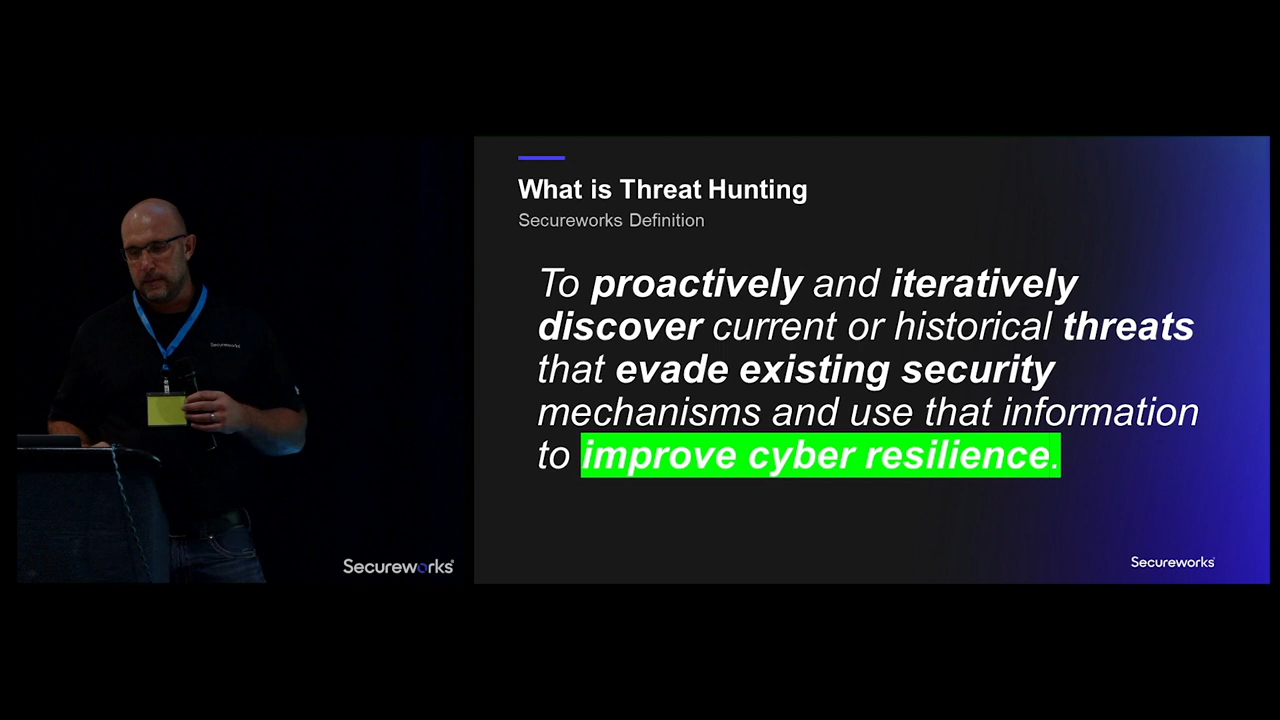 What is Threat Hunting
Secureworks Definition
To proactively and iteratively
discover current or historical threats
that evade existing security
mechanisms and use that information
to improve cyber resilience.
Secureworks
Secureworks
Secureworks